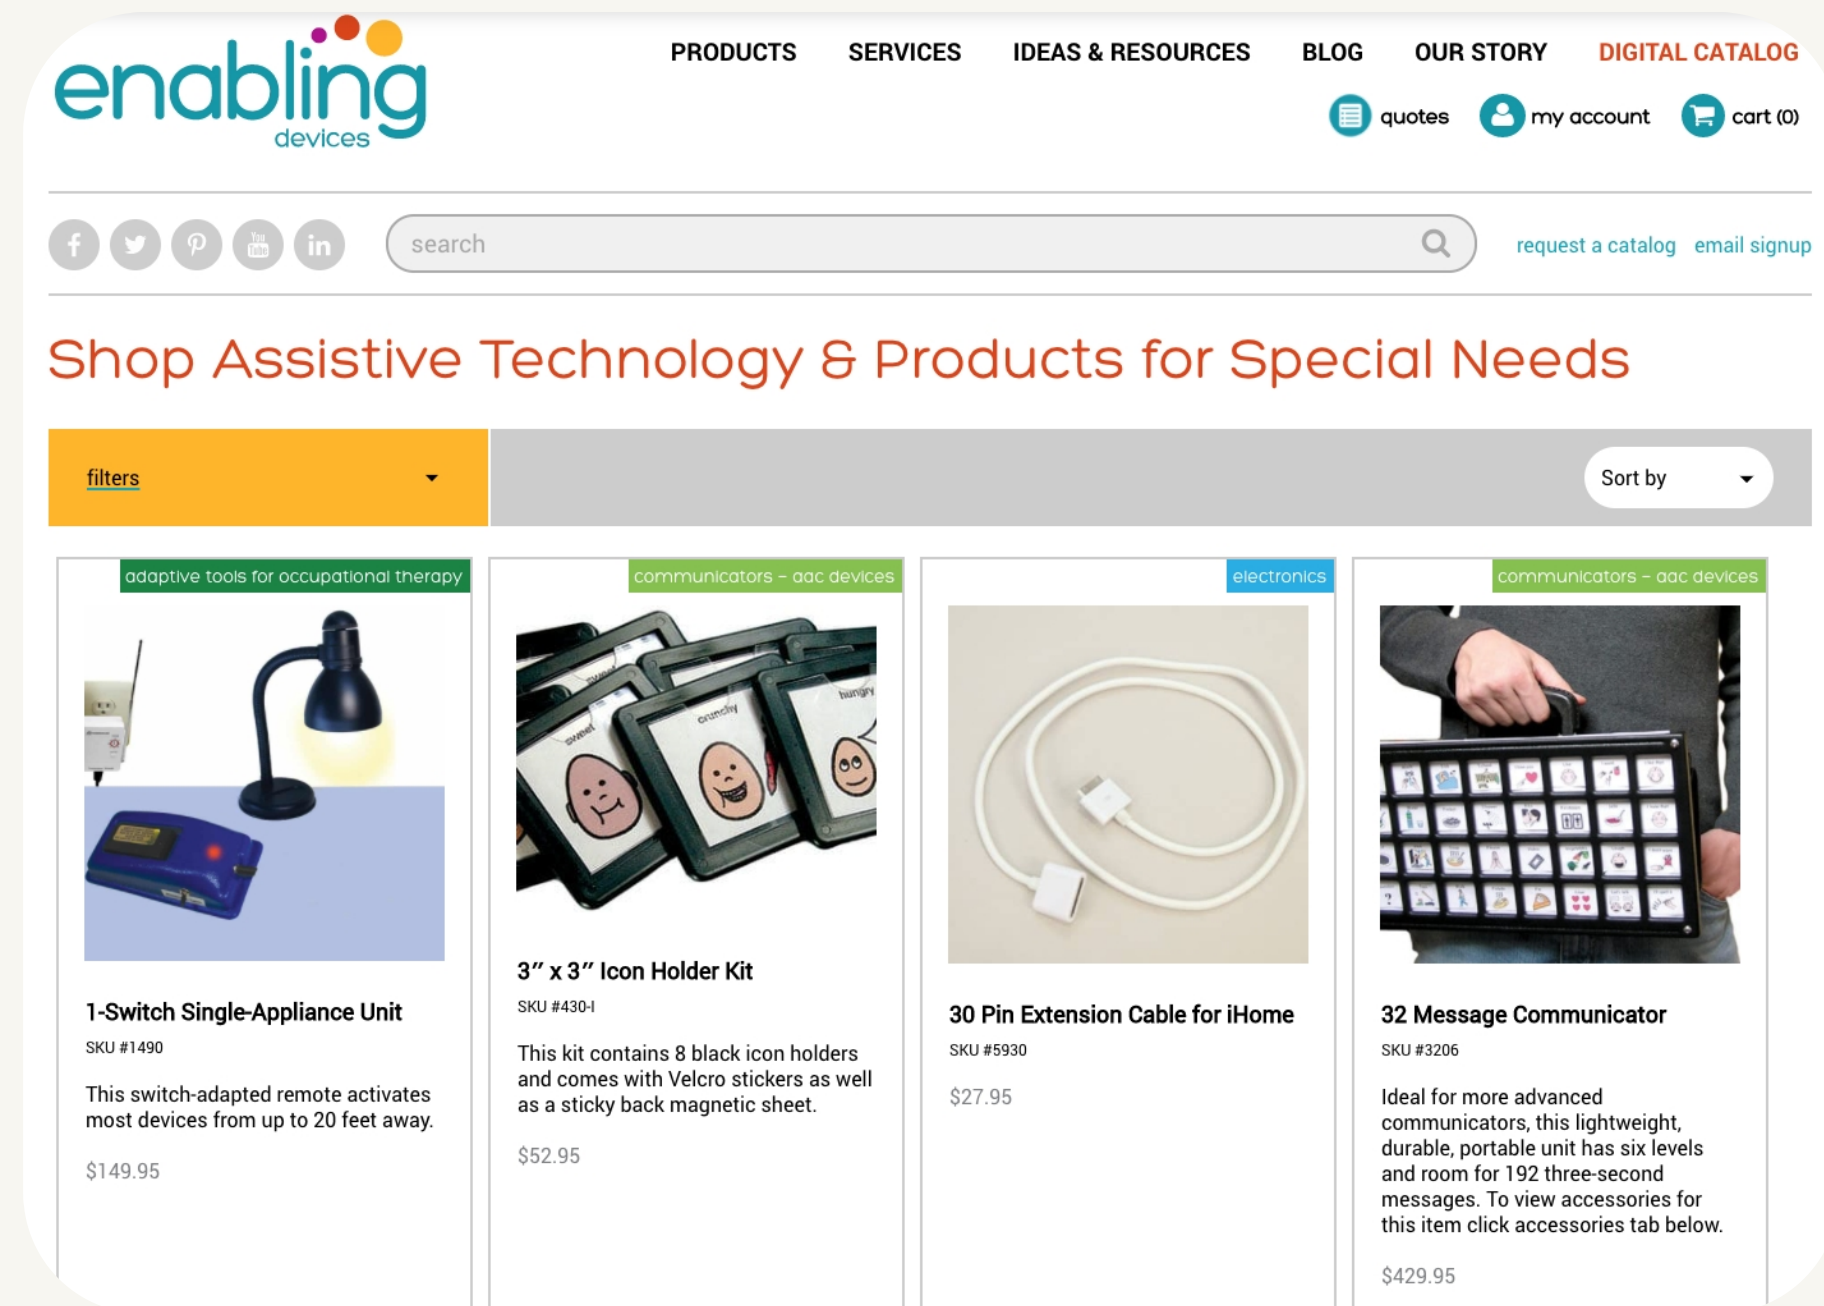 enabling
devices
PRODUCTS SERVICES IDEAS & RESOURCES BLOG OUR STORY DIGITAL CATALOG
quotes my account cart (0)
search
request a catalog email signup
Shop Assistive Technology & Products for Special Needs
filters
Sort by
adaptive tools for occupational therapy
1-Switch Single-Appliance Unit
SKU #1490
This switch-adapted remote activates
most devices from up to 20 feet away.
$149.95
communicators – aac devices
sweet
crunchy
hungry
3″ x 3″ Icon Holder Kit
SKU #430-I
This kit contains 8 black icon holders
and comes with Velcro stickers as well
as a sticky back magnetic sheet.
$52.95
electronics
30 Pin Extension Cable for iHome
SKU #5930
$27.95
communicators – aac devices
32 Message Communicator
SKU #3206
Ideal for more advanced
communicators, this lightweight,
durable, portable unit has six levels
and room for 192 three-second
messages. To view accessories for
this item click accessories tab below.
$429.95